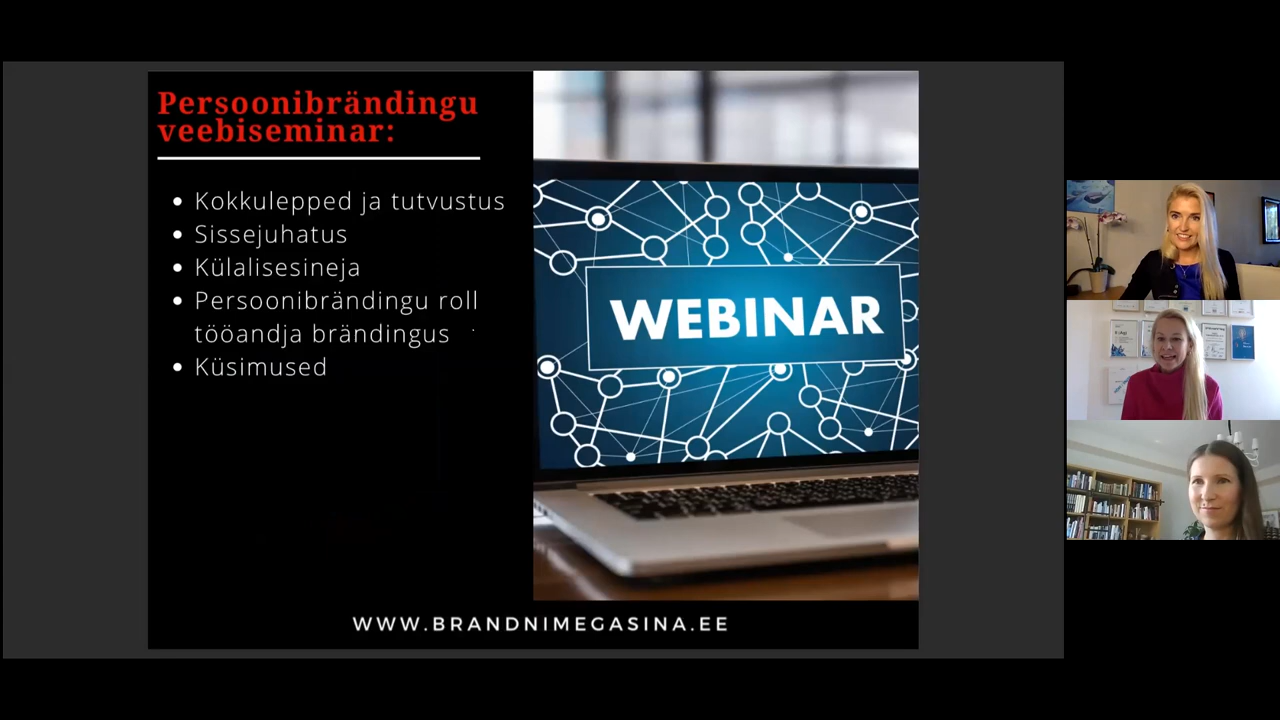 Persoonibrändingu
veebiseminar:
Kokkulepped ja tutvustus
Sissejuhatus
Külalisesineja
Persoonibrändingu roll
tööandja brändingus
Küsimused
WEBINAR
WWW.BRANDNIMEGASINA.EE